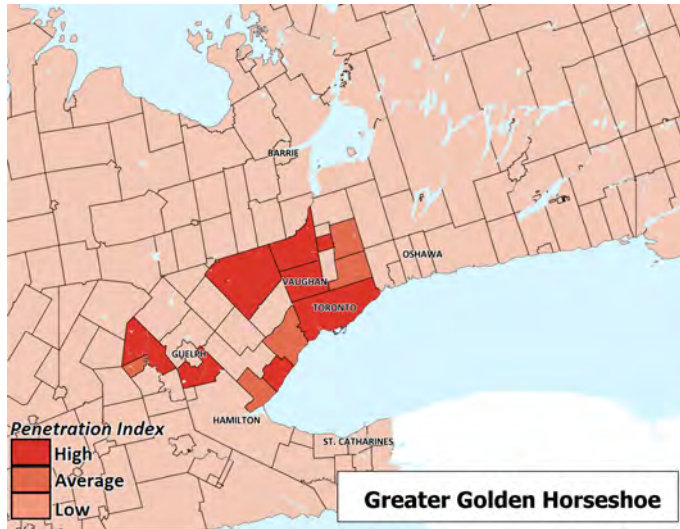 BARRIE
OSHAWA
VAUGHAN
TORONTO
GUELPH
HAMILTON
ST. CATHARINES
Penetration Index
High
Average
Low
Greater Golden Horseshoe